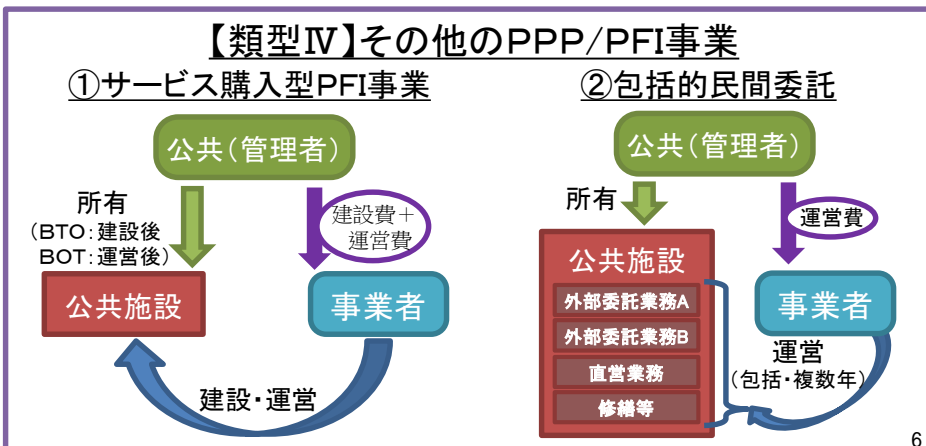 【類型Ⅳ】その他のPPP/PFI事業
①サービス購入型PFI事業
公共(管理者)
所有
(BTO:建設後
BOT:運営後)
建設費+
運営費
公共施設
事業者
建設・運営
②包括的民間委託
公共(管理者)
所有
運営費
公共施設
外部委託業務A
外部委託業務B
直営業務
修繕等
事業者
運営
(包括・複数年)
6